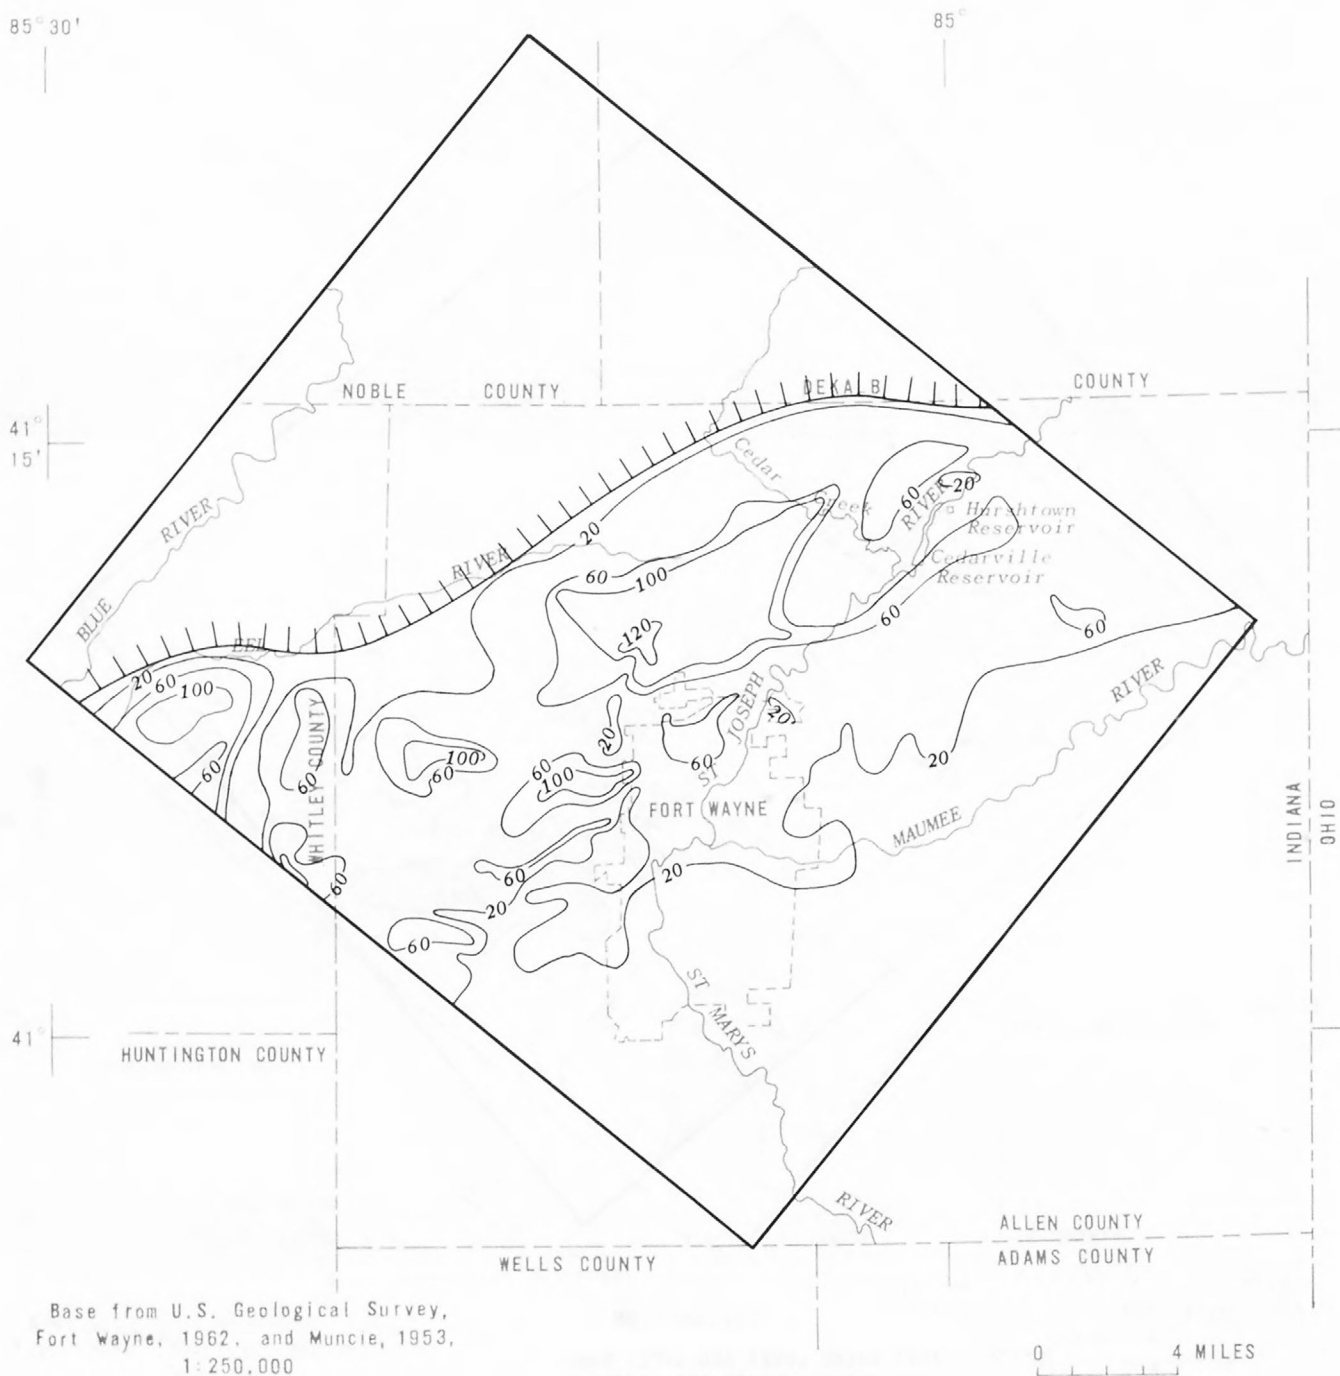 85°30'
85°
NOBLE COUNTY
DEKALB COUNTY
41°
15'
Cedar
Creek
60
20
RIVER
Hurshtown
Reservoir
RIVER
20
RIVER
Cedarville
Reservoir
60
100
60
BLUE
120
60
EEL
20
60
100
RIVER
JOSEPH
20
WHITLEY COUNTY
20
60
100
60
60
100
20
60
60
ST
60
FORT WAYNE
MAUMEE
INDIANA
OHIO
60
20
60
20
60
ST
MARYS
41°
HUNTINGTON COUNTY
RIVER
ALLEN COUNTY
WELLS COUNTY
ADAMS COUNTY
Base from U.S. Geological Survey,
Fort Wayne, 1962, and Muncie, 1953,
1:250,000
0 4 MILES